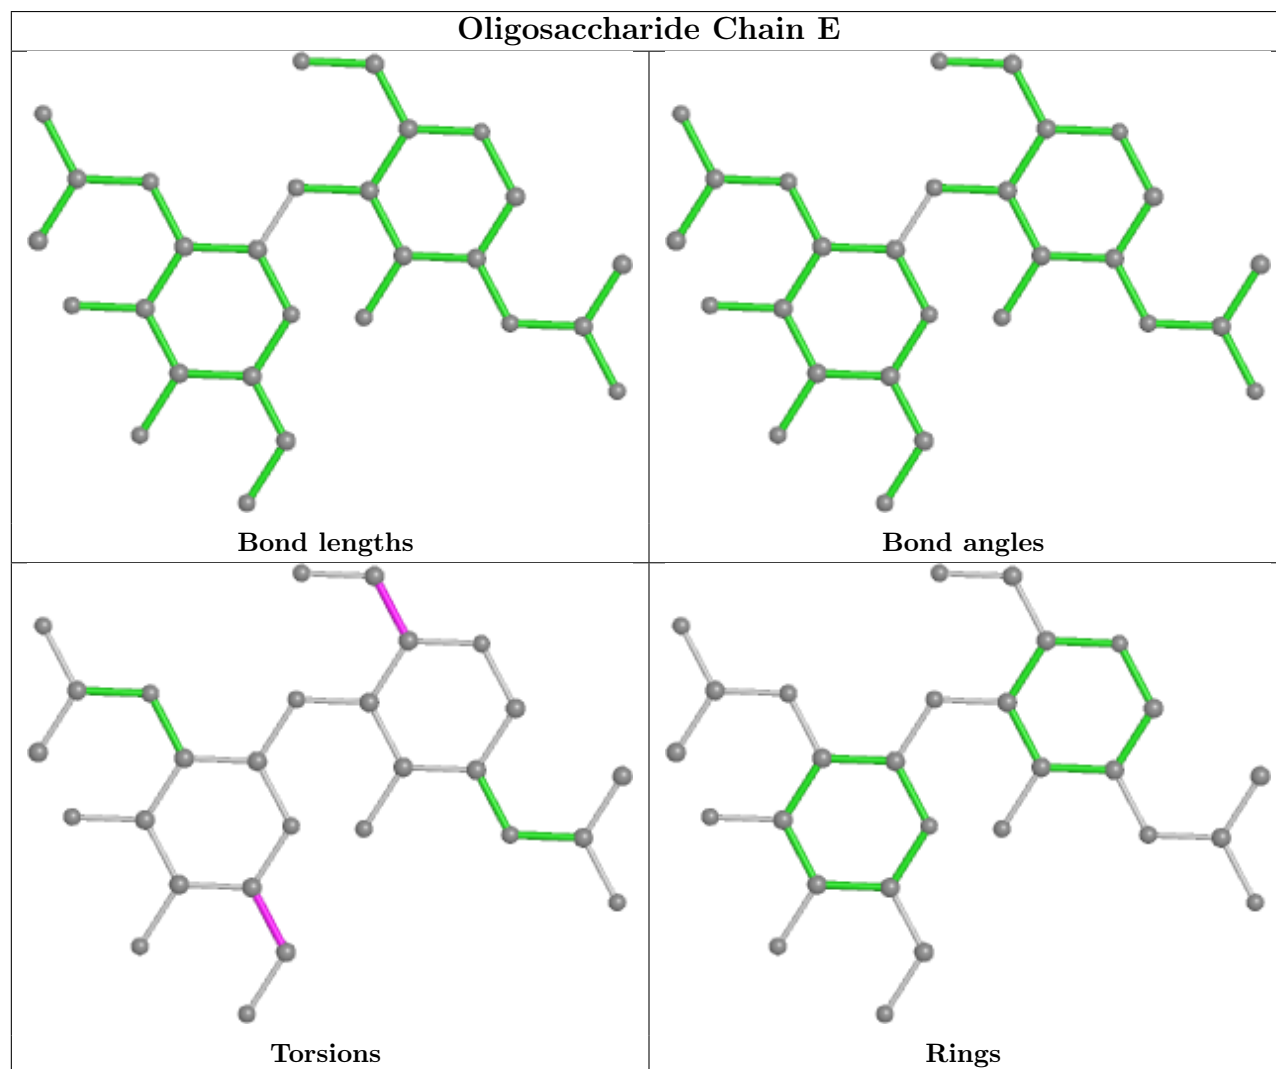 Oligosaccharide Chain E
Bond lengths
Bond angles
Torsions
Rings